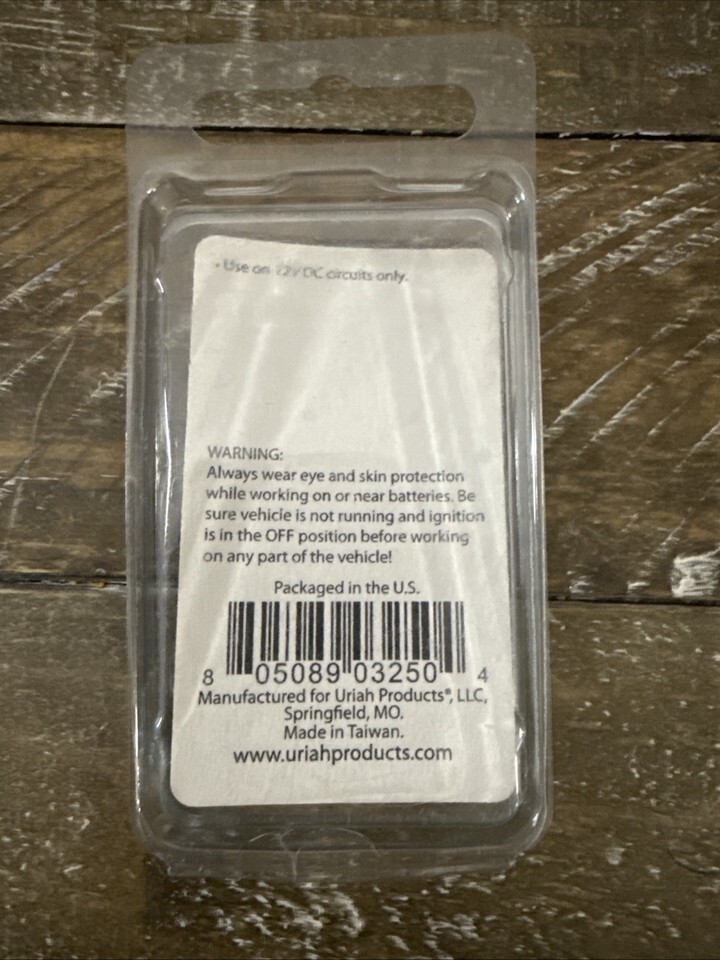 • Use on 12V DC circuits only.
WARNING:
Always wear eye and skin protection
while working on or near batteries. Be
sure vehicle is not running and ignition
is in the OFF position before working
on any part of the vehicle!
Packaged in the U.S.
8 05089 03250 4
Manufactured for Uriah Products®, LLC,
Springfield, MO.
Made in Taiwan.
www.uriahproducts.com